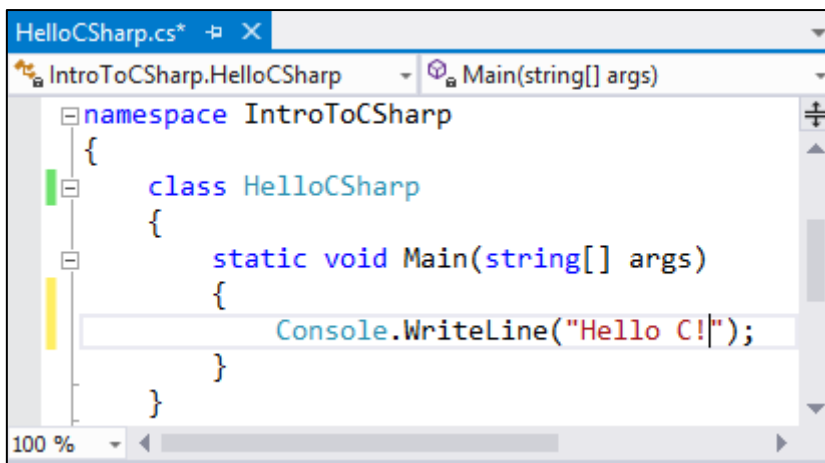 HelloCSharp.cs*
IntroToCSharp.HelloCSharp Main(string[] args)
namespace IntroToCSharp
{
class HelloCSharp
{
static void Main(string[] args)
{
Console.WriteLine("Hello C!");
}
}
100 %